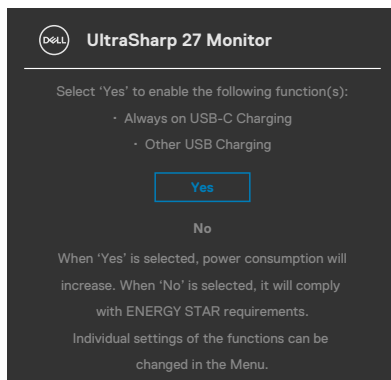 DELL UltraSharp 27 Monitor
Select ‘Yes’ to enable the following function(s):
· Always on USB-C Charging
· Other USB Charging
Yes
No
When ‘Yes’ is selected, power consumption will
increase. When ‘No’ is selected, it will comply
with ENERGY STAR requirements.
Individual settings of the functions can be
changed in the Menu.